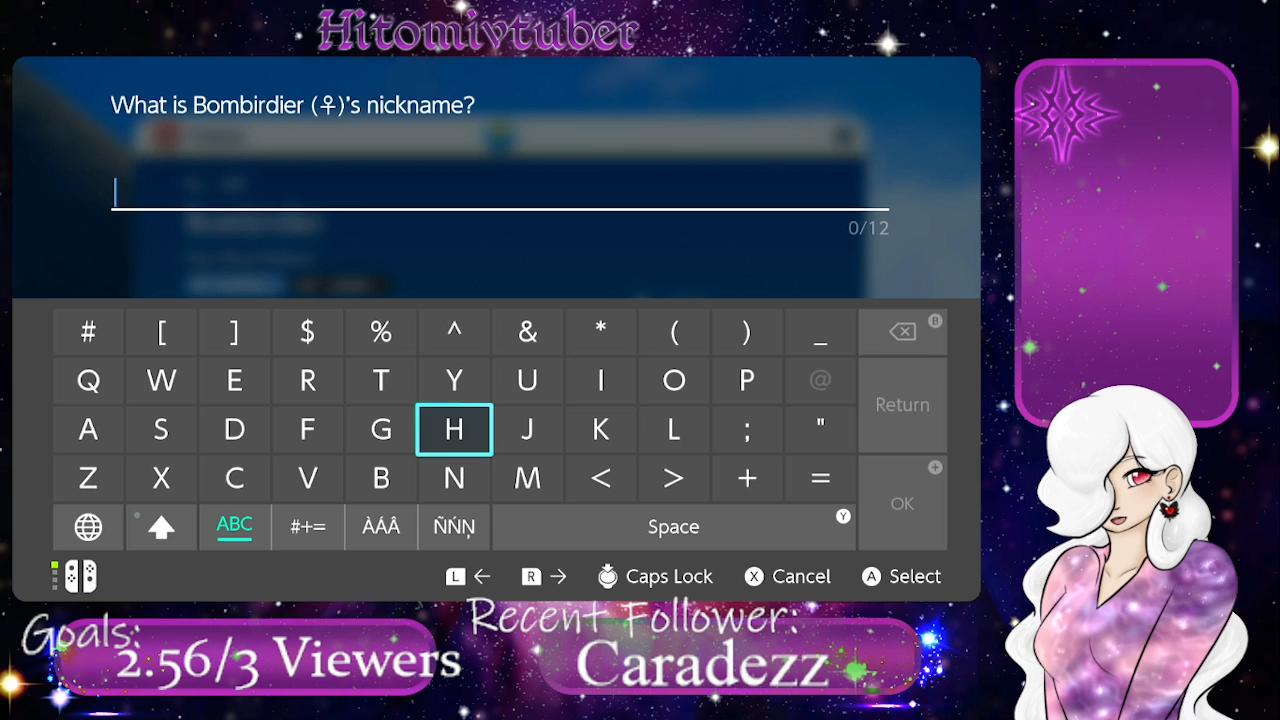 Hitomivtuber
What is Bombirdier (♀)'s nickname?
0/12
# [ ] $ % ^ & * ( ) _ B
Q W E R T Y U I O P @ Return
A S D F G H J K L ; "
Z X C V B N M < > + = OK
ABC #+= ÀÁÂ ÑŃŅ Space Y
L ← R → Caps Lock X Cancel A Select
Goals: Recent Follower:
2.56/3 Viewers Caradezz